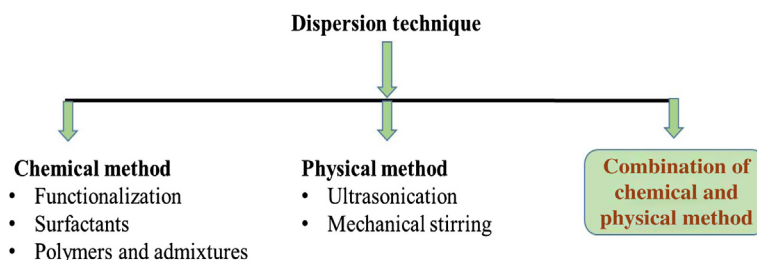 Dispersion technique
Chemical method
• Functionalization
• Surfactants
• Polymers and admixtures
Physical method
• Ultrasonication
• Mechanical stirring
Combination of
chemical and
physical method